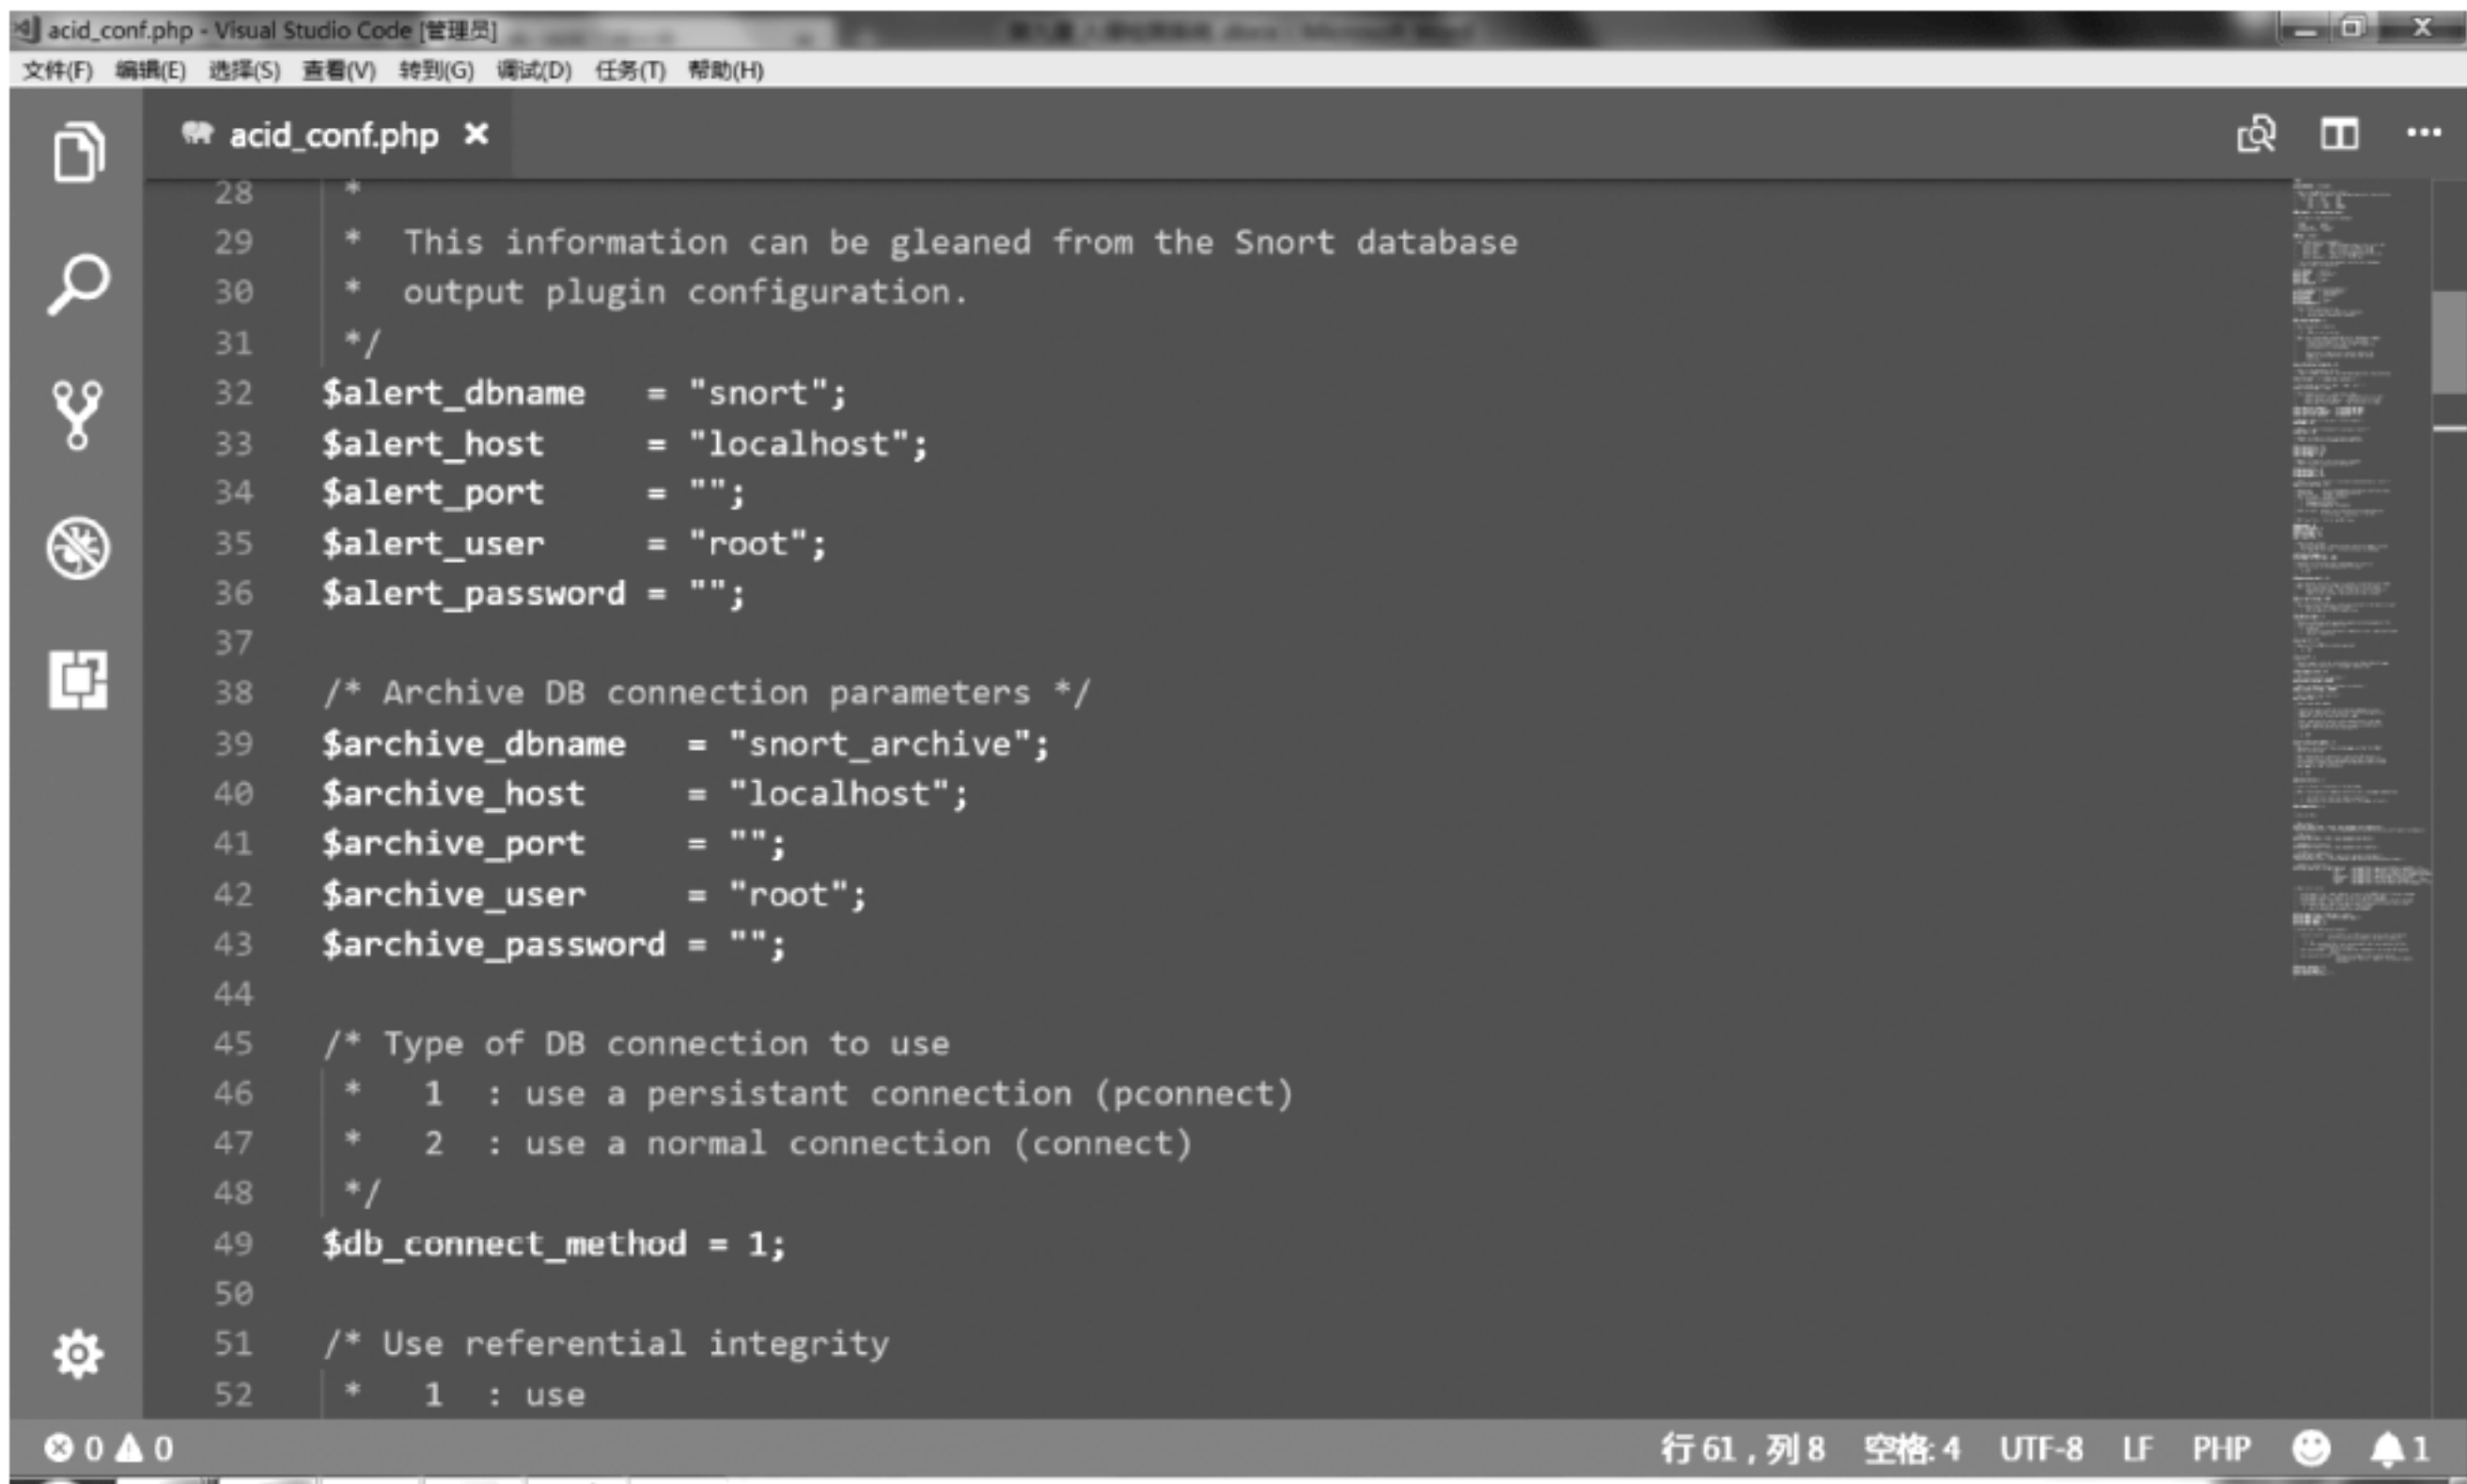 acid_conf.php - Visual Studio Code [管理员]
文件(F) 编辑(E) 选择(S) 查看(V) 转到(G) 调试(D) 任务(T) 帮助(H)
acid_conf.php
28 *
29 * This information can be gleaned from the Snort database
30 * output plugin configuration.
31 */
32 $alert_dbname = "snort";
33 $alert_host = "localhost";
34 $alert_port = "";
35 $alert_user = "root";
36 $alert_password = "";
37
38 /* Archive DB connection parameters */
39 $archive_dbname = "snort_archive";
40 $archive_host = "localhost";
41 $archive_port = "";
42 $archive_user = "root";
43 $archive_password = "";
44
45 /* Type of DB connection to use
46 * 1 : use a persistant connection (pconnect)
47 * 2 : use a normal connection (connect)
48 */
49 $db_connect_method = 1;
50
51 /* Use referential integrity
52 * 1 : use
0 0 行 61，列 8 空格: 4 UTF-8 LF PHP 1